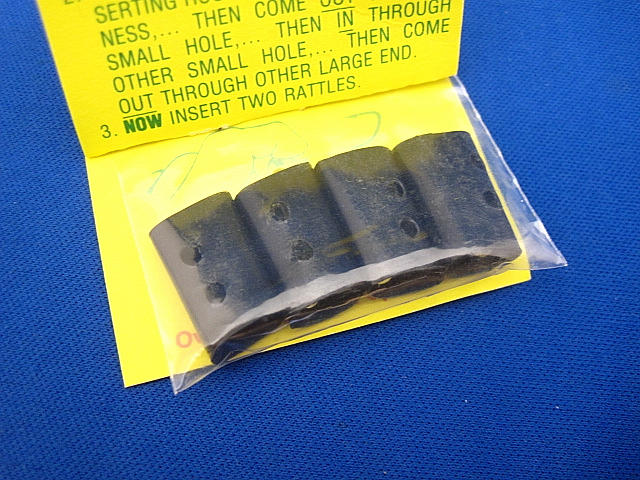 NESS,... THEN COME OUT
SMALL HOLE,... THEN IN THROUGH
OTHER SMALL HOLE,... THEN COME
OUT THROUGH OTHER LARGE END.
3. NOW INSERT TWO RATTLES.